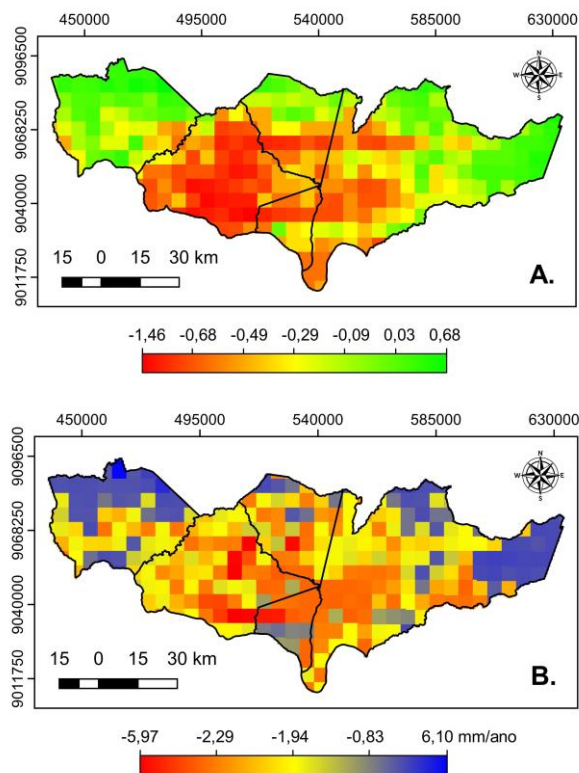 450000 495000 540000 585000 630000
9096500
9068250
9040000
9011750
N
W E
S
15 0 15 30 km
A.
-1,46 -0,68 -0,49 -0,29 -0,09 0,03 0,68
450000 495000 540000 585000 630000
9096500
9068250
9040000
9011750
N
W E
S
15 0 15 30 km
B.
-5,97 -2,29 -1,94 -0,83 6,10 mm/ano